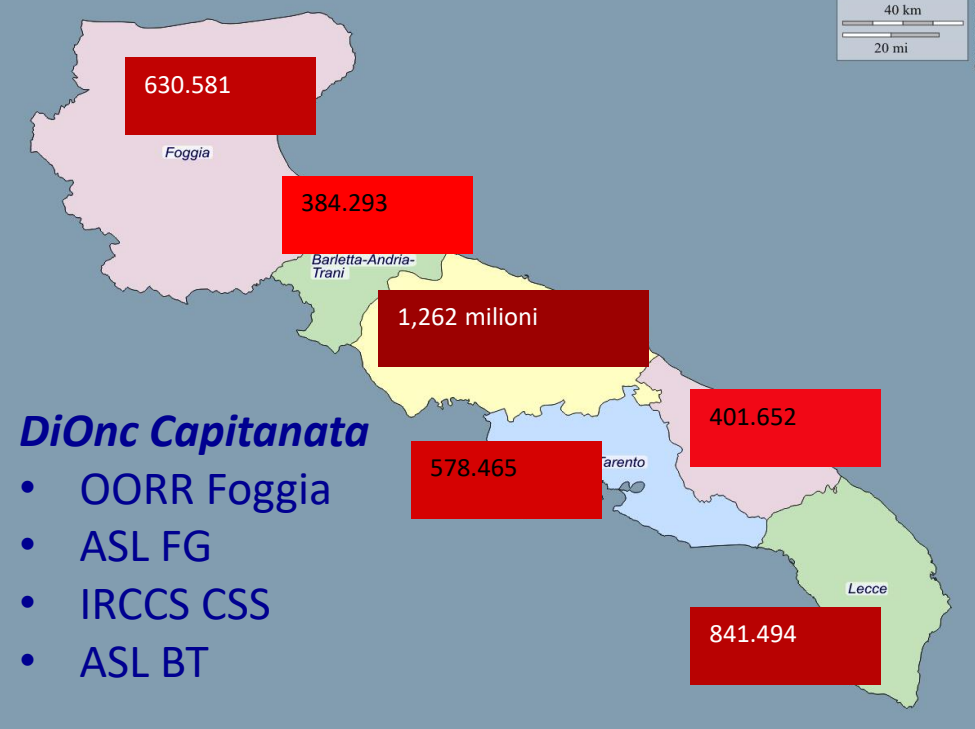 40 km
20 mi
630.581
Foggia
384.293
Barletta-Andria-
Trani
1,262 milioni
401.652
578.465
arento
Lecce
841.494
DiOnc Capitanata
• OORR Foggia
• ASL FG
• IRCCS CSS
• ASL BT